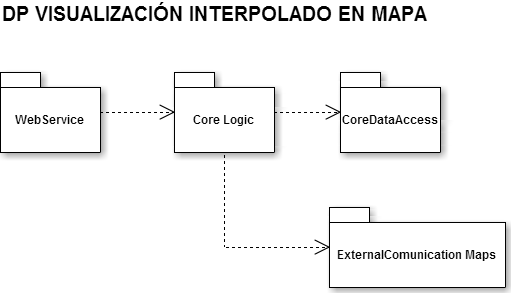 DP VISUALIZACIÓN INTERPOLADO EN MAPA
WebService
Core Logic
CoreDataAccess
ExternalComunication Maps